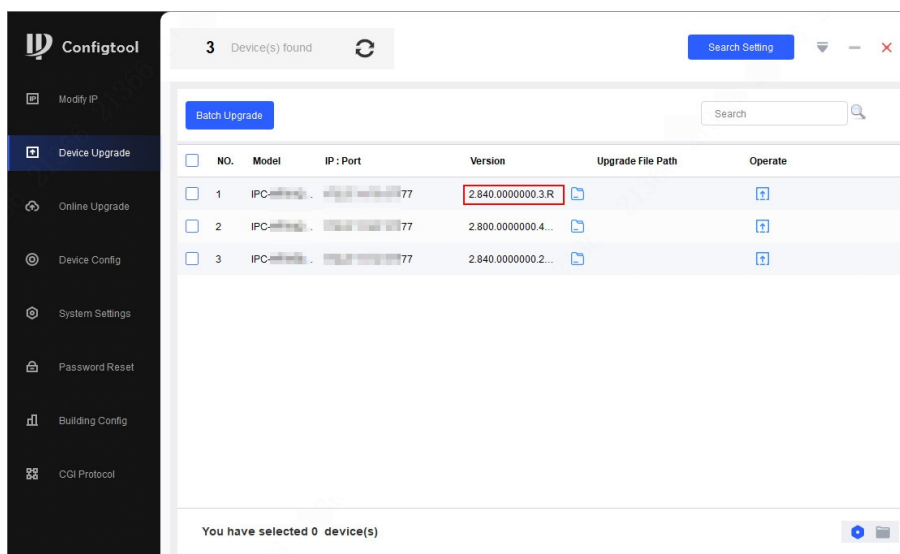 Configtool
3 Device(s) found
Search Setting
Modify IP
Device Upgrade
Online Upgrade
Device Config
System Settings
Password Reset
Building Config
CGI Protocol
Batch Upgrade
Search
NO. Model IP : Port Version Upgrade File Path Operate
1 IPC- . 77 2.840.0000000.3.R
2 IPC- . 77 2.800.0000000.4...
3 IPC- . 77 2.840.0000000.2...
You have selected 0 device(s)